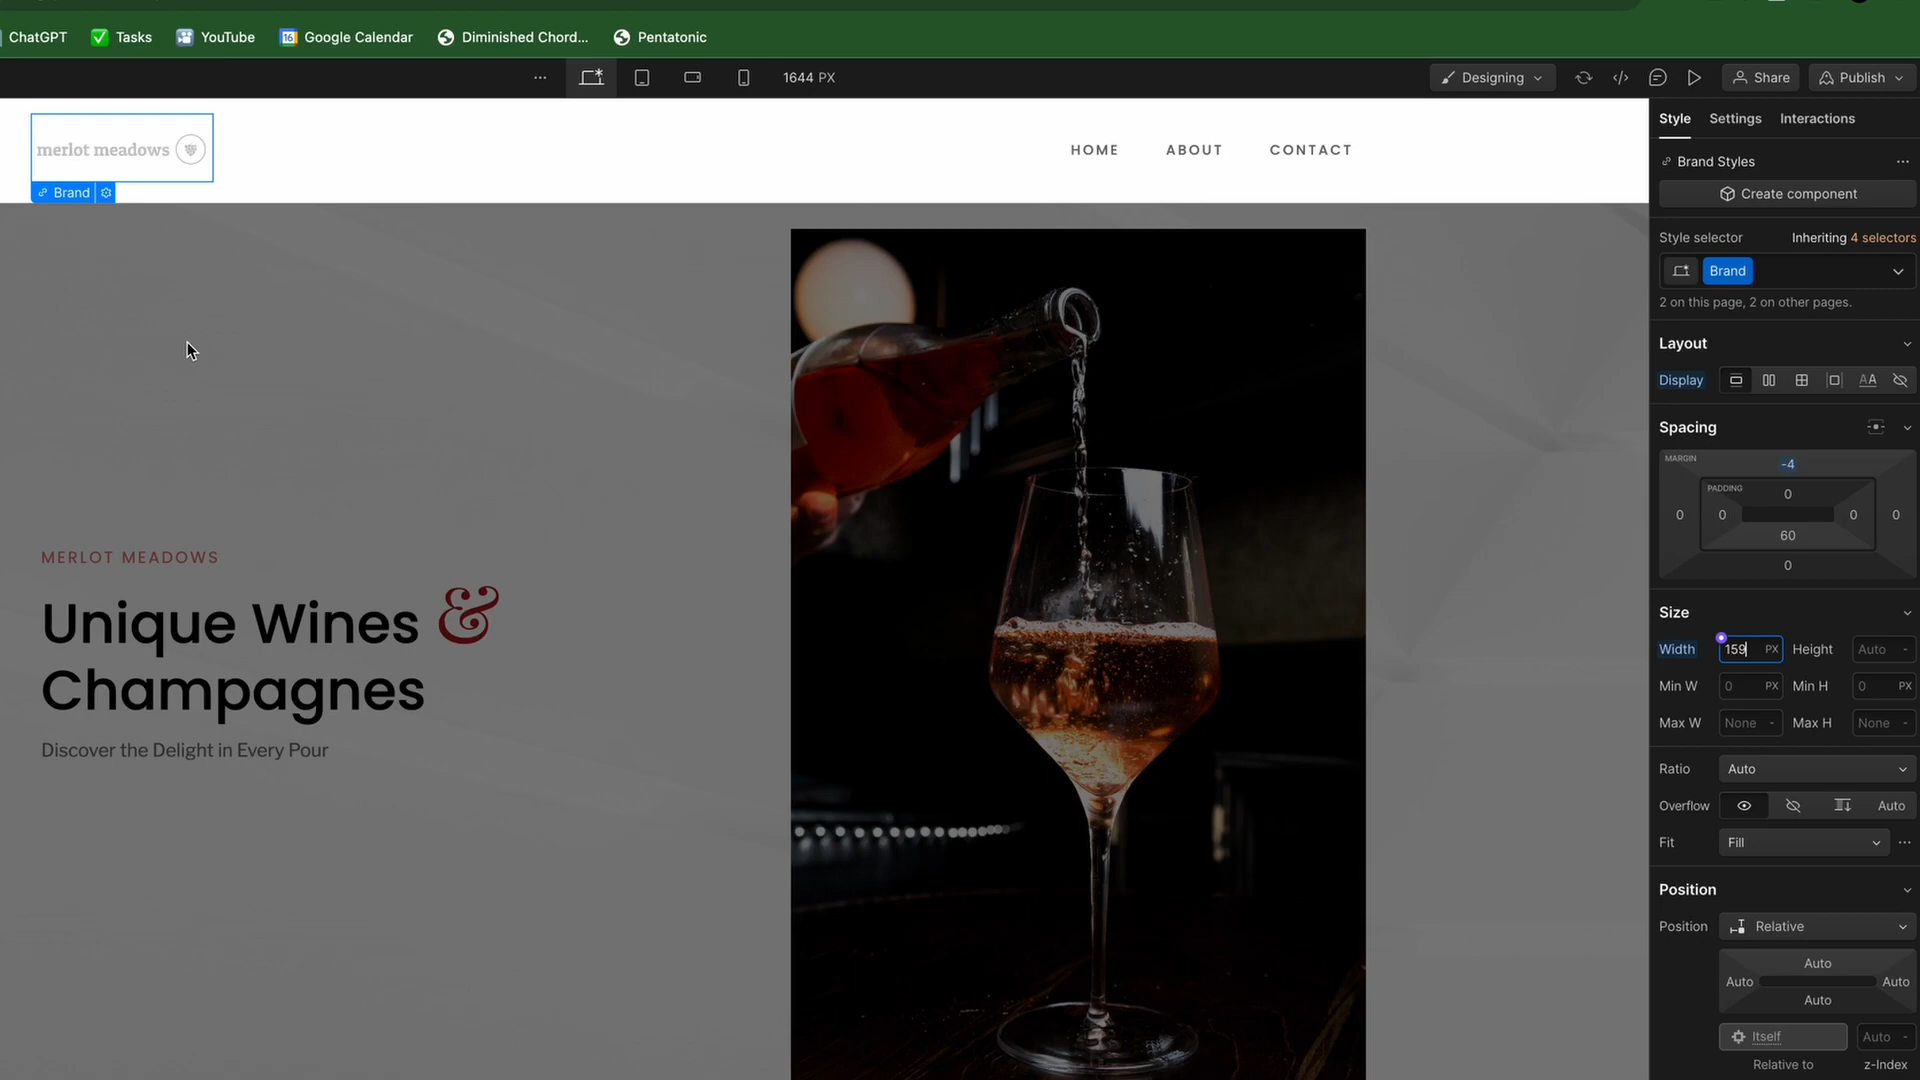 ChatGPT Tasks YouTube 16 Google Calendar Diminished Chord... Pentatonic
1644 PX Designing Share Publish
merlot meadows
Brand
HOME ABOUT CONTACT
MERLOT MEADOWS
Unique Wines &
Champagnes
Discover the Delight in Every Pour
Style Settings Interactions
Brand Styles
Create component
Style selector Inheriting 4 selectors
Brand
2 on this page, 2 on other pages.
Layout
Display AA
Spacing
MARGIN -4
PADDING 0
0 0 0 0
60
0
Size
Width 159 PX Height Auto -
Min W 0 PX Min H 0 PX
Max W None - Max H None -
Ratio Auto
Overflow Auto
Fit Fill
Position
Position Relative
Auto
Auto Auto
Auto
Itself Auto -
Relative to z-Index